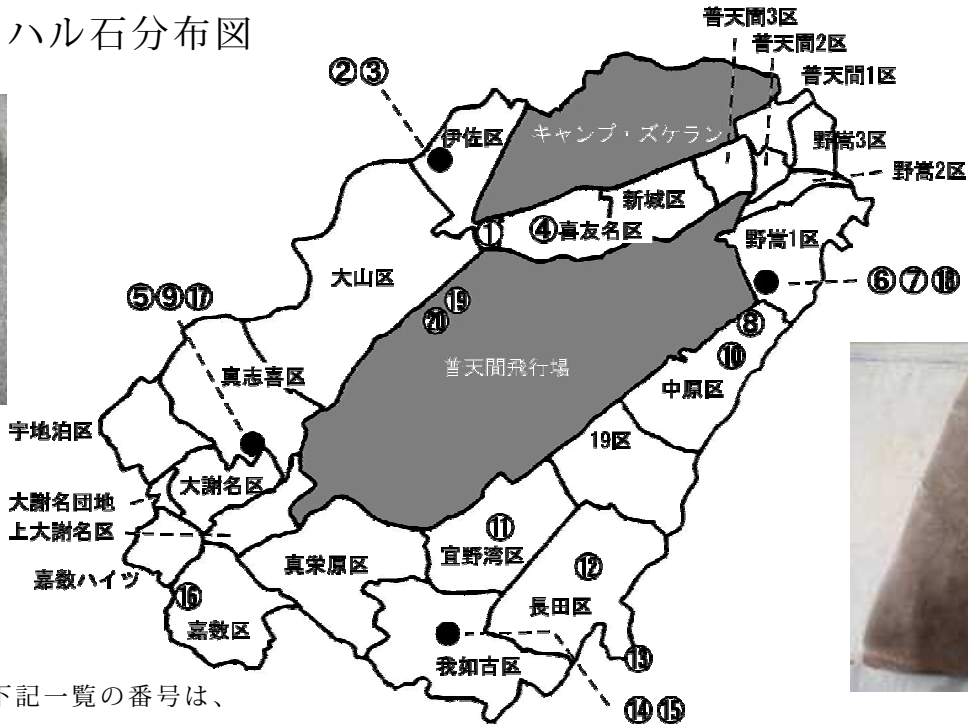 ハル石分布図
普天間3区
普天間2区
普天間1区
②③
伊佐区
キャンプ・ズケラン
野嵩3区
野嵩2区
新城区
①
④喜友名区
野嵩1区
大山区
⑥⑦⑱
⑤⑨⑰
⑲
⑳
⑧
⑩
普天間飛行場
真志喜区
中原区
宇地泊区
19区
大謝名区
大謝名団地
上大謝名区
⑪
宜野湾区
真栄原区
⑫
嘉数ハイツ
⑯
長田区
嘉数区
我如古区
⑬
下記一覧の番号は、
⑭⑮